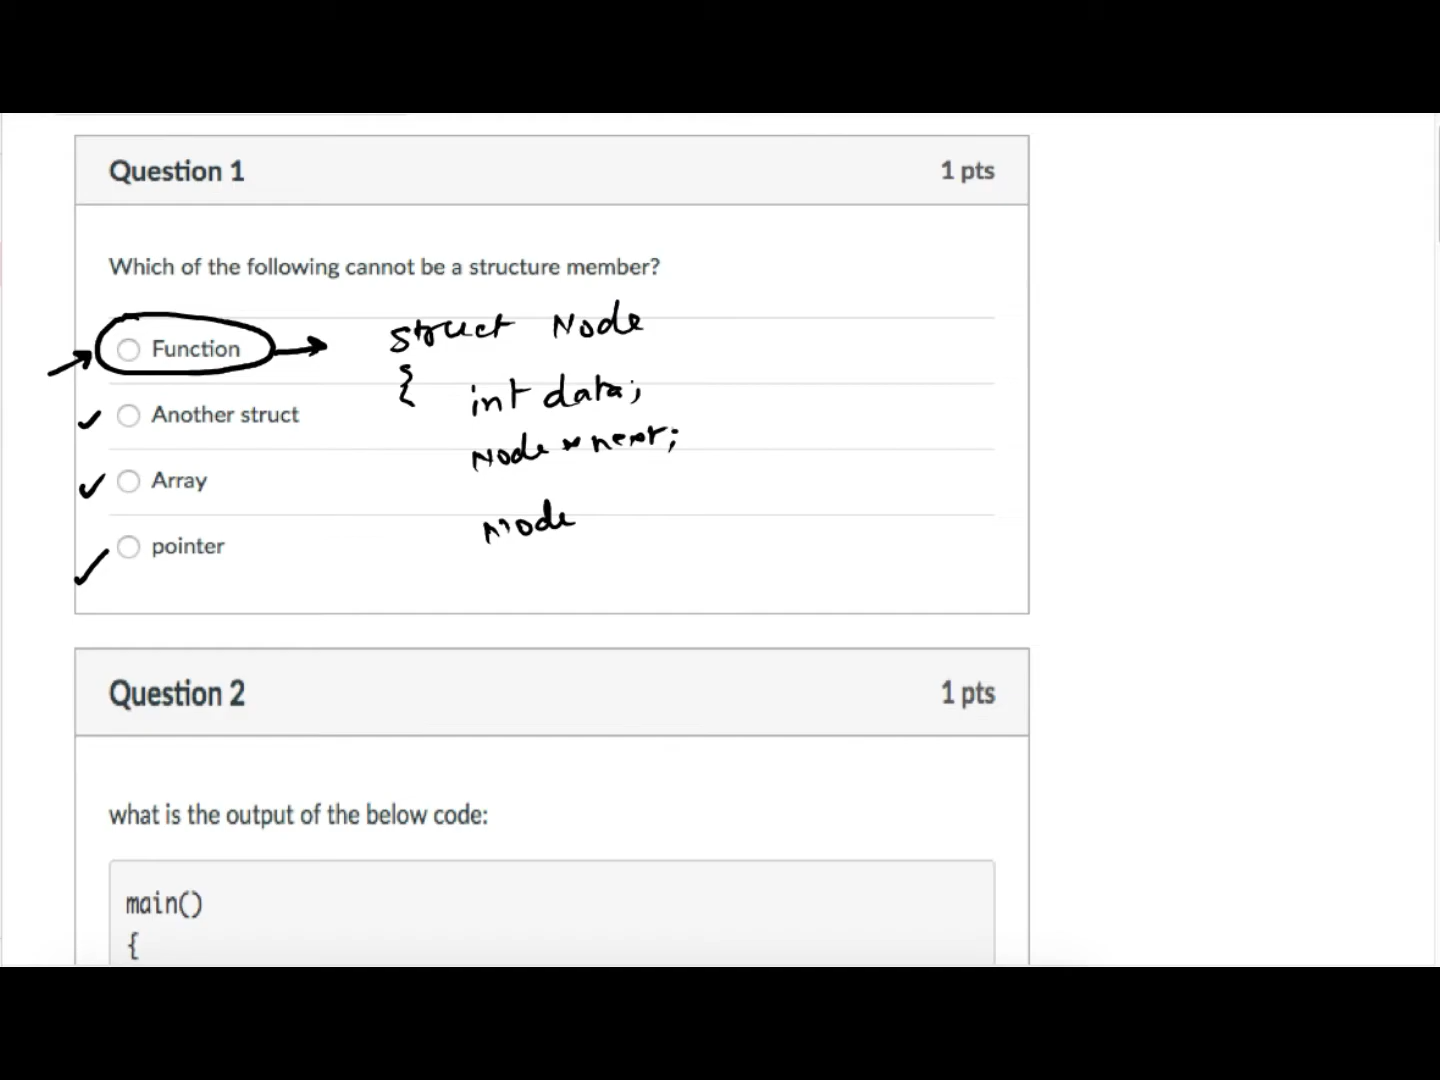 Question 1
1 pts
Which of the following cannot be a structure member?
Function
Another struct
Array
pointer
struct Node
{ int data;
Node * next;
Node
Question 2
1 pts
what is the output of the below code:
main()
{